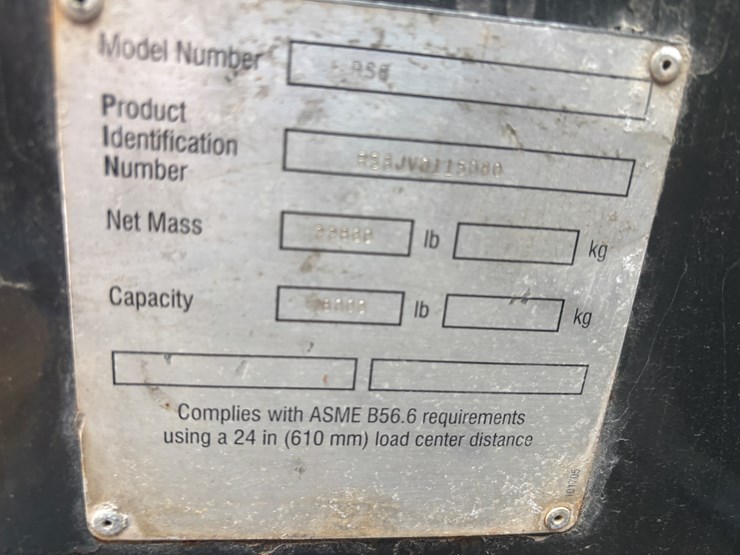 Model Number
Product
Identification
Number
Net Mass lb kg
Capacity lb kg
Complies with ASME B56.6 requirements
using a 24 in (610 mm) load center distance
101705